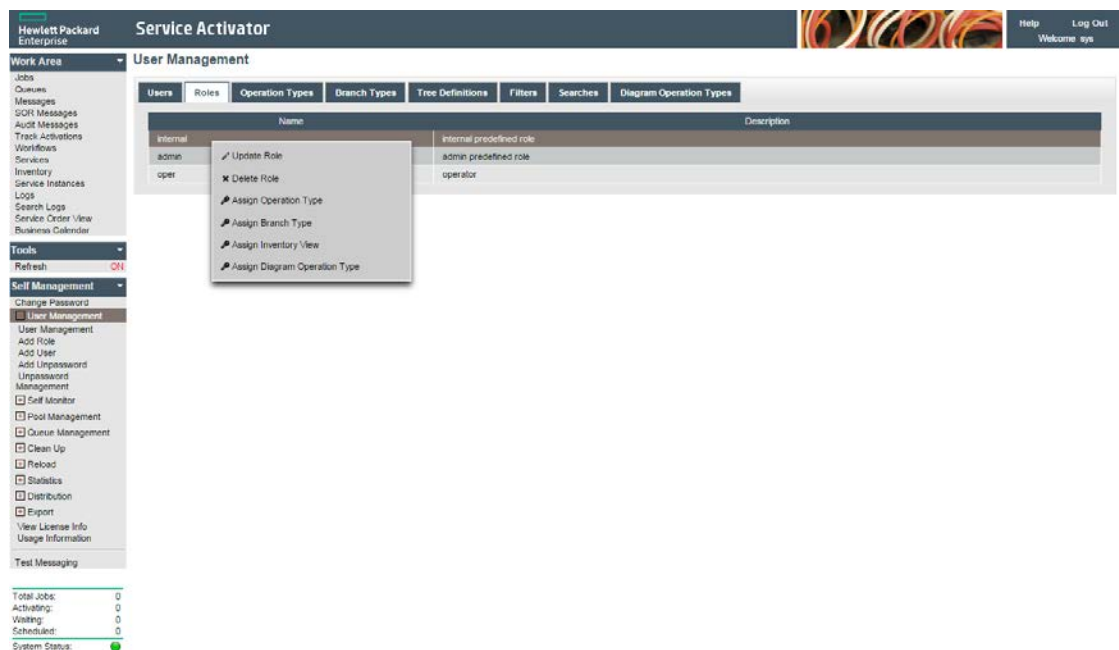 Hewlett Packard
Enterprise
Service Activator
Help Log Out
Welcome sys
Work Area
Jobs
Queues
Messages
SOR Messages
Audit Messages
Track Activations
Workflows
Services
Inventory
Service Instances
Logs
Search Logs
Service Order View
Business Calendar
Tools
Refresh ON
Self Management
Change Password
User Management
User Management
Add Role
Add User
Add Unpassword
Unpassword
Management
Self Monitor
Pool Management
Queue Management
Clean Up
Reload
Statistics
Distribution
Export
View License Info
Usage Information
Test Messaging
Total Jobs: 0
Activating: 0
Waiting: 0
Scheduled: 0
System Status:
User Management
Users Roles Operation Types Branch Types Tree Definitions Filters Searches Diagram Operation Types
Name Description
internal internal predefined role
admin admin predefined role
oper operator
Update Role
Delete Role
Assign Operation Type
Assign Branch Type
Assign Inventory View
Assign Diagram Operation Type